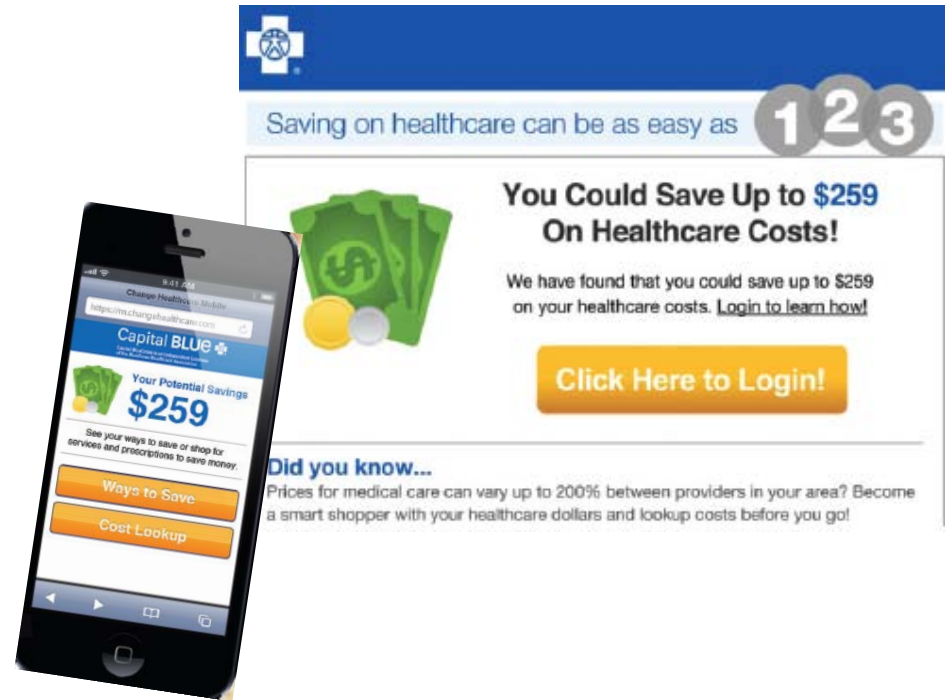 Saving on healthcare can be as easy as 1 2 3
You Could Save Up to $259
On Healthcare Costs!
We have found that you could save up to $259
on your healthcare costs. Login to learn how!
Click Here to Login!
Did you know...
Prices for medical care can vary up to 200% between providers in your area? Become
a smart shopper with your healthcare dollars and lookup costs before you go!
9:41 AM
Change Healthcare Mobile
https://m.changehealthcare.com
Capital BLUE
Your Potential Savings
$259
See your ways to save or shop for
services and prescriptions to save money.
Ways to Save
Cost Lookup